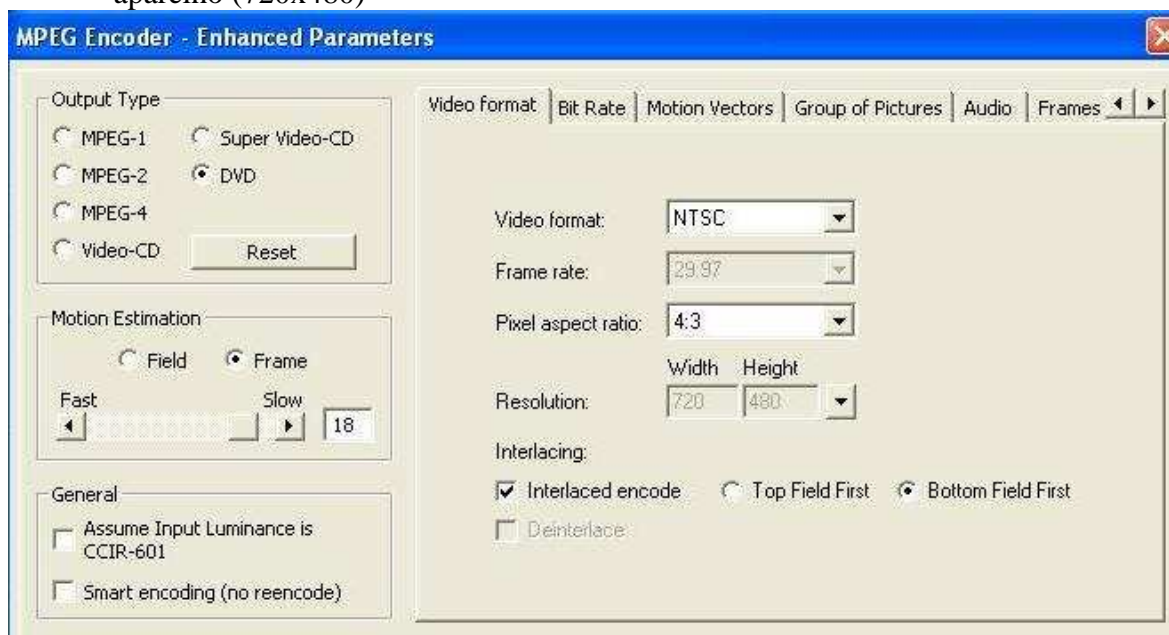 aparelho (720x480)
MPEG Encoder - Enhanced Parameters
Output Type
MPEG-1
Super Video-CD
MPEG-2
DVD
MPEG-4
Video-CD
Reset
Motion Estimation
Field
Frame
Fast
Slow
18
General
Assume Input Luminance is
CCIR-601
Smart encoding (no reencode)
Video format
Bit Rate
Motion Vectors
Group of Pictures
Audio
Frames
Video format:
NTSC
Frame rate:
29.97
Pixel aspect ratio:
4:3
Width
Height
Resolution:
720
480
Interlacing:
Interlaced encode
Top Field First
Bottom Field First
Deinterlace